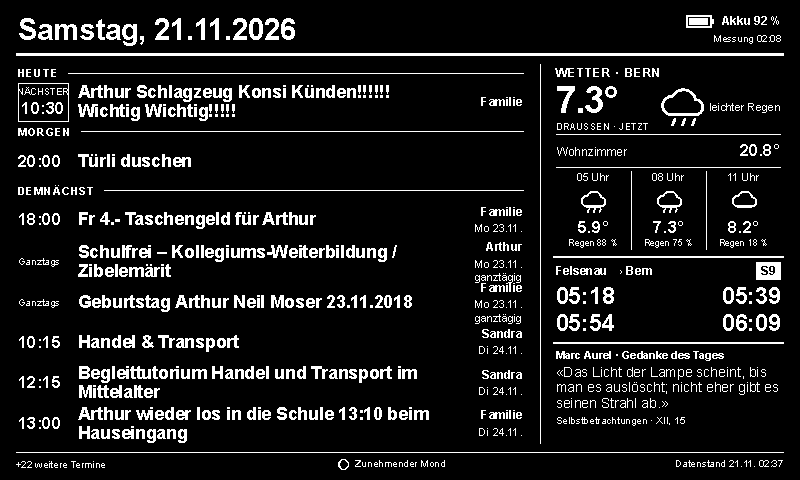 Samstag, 21.11.2026
Akku 92 %
Messung 02:08
HEUTE
NÄCHSTER
10:30
Arthur Schlagzeug Konsi Künden!!!!!!
Wichtig Wichtig!!!!!
Familie
MORGEN
20:00 Türli duschen
DEMNÄCHST
18:00 Fr 4.- Taschengeld für Arthur
Familie
Mo 23.11.
Ganztags
Schulfrei – Kollegiums-Weiterbildung /
Zibelemärit
Arthur
Mo 23.11.
ganztägig
Ganztags Geburtstag Arthur Neil Moser 23.11.2018
Familie
Mo 23.11.
ganztägig
10:15 Handel & Transport
Sandra
Di 24.11.
12:15
Begleittutorium Handel und Transport im
Mittelalter
Sandra
Di 24.11.
13:00
Arthur wieder los in die Schule 13:10 beim
Hauseingang
Familie
Di 24.11.
WETTER · BERN
7.3°
leichter Regen
DRAUSSEN · JETZT
Wohnzimmer 20.8°
05 Uhr 08 Uhr 11 Uhr
5.9° 7.3° 8.2°
Regen 88 % Regen 75 % Regen 18 %
Felsenau › Bern S9
05:18 05:39
05:54 06:09
Marc Aurel · Gedanke des Tages
«Das Licht der Lampe scheint, bis
man es auslöscht; nicht eher gibt es
seinen Strahl ab.»
Selbstbetrachtungen · XII, 15
+22 weitere Termine
Zunehmender Mond
Datenstand 21.11. 02:37